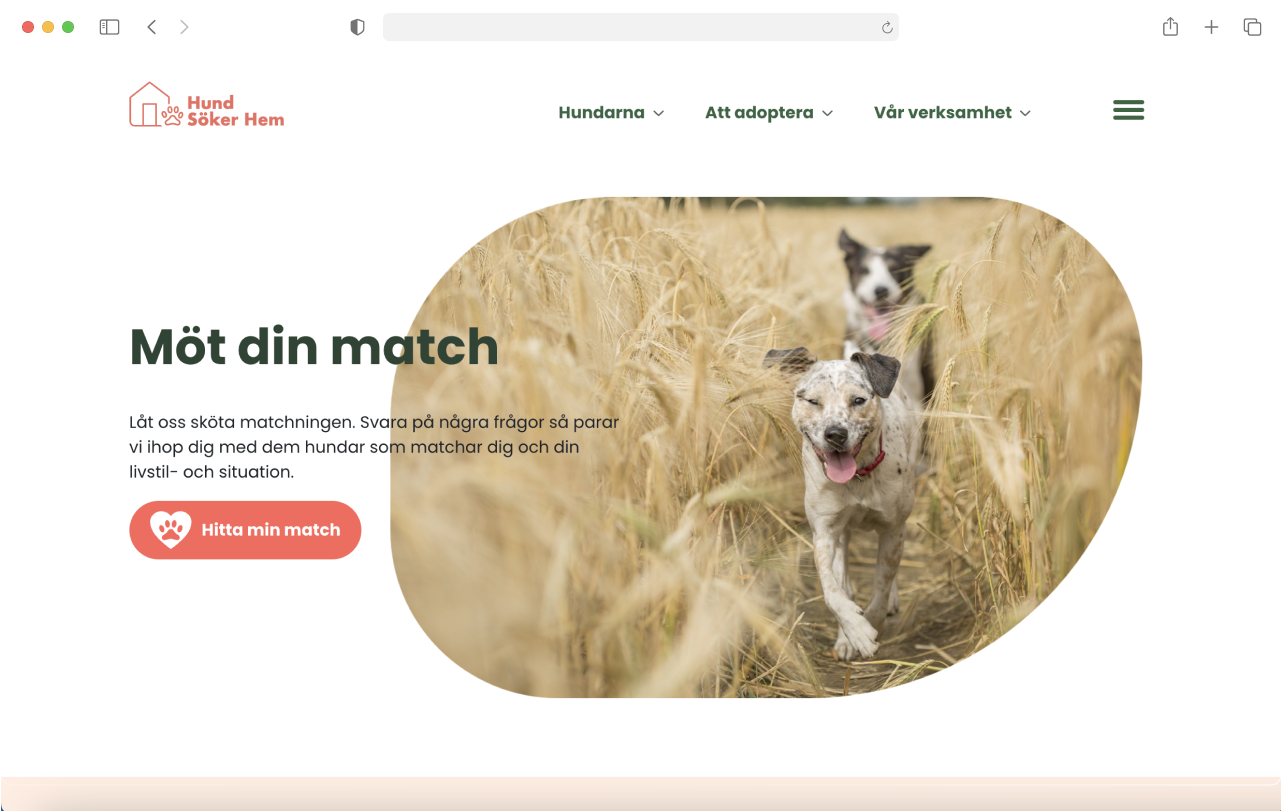 Hund
Söker Hem
Hundarna
Att adoptera
Vår verksamhet
Möt din match
Låt oss sköta matchningen. Svara på några frågor så parar
vi ihop dig med dem hundar som matchar dig och din
livstil- och situation.
Hitta min match